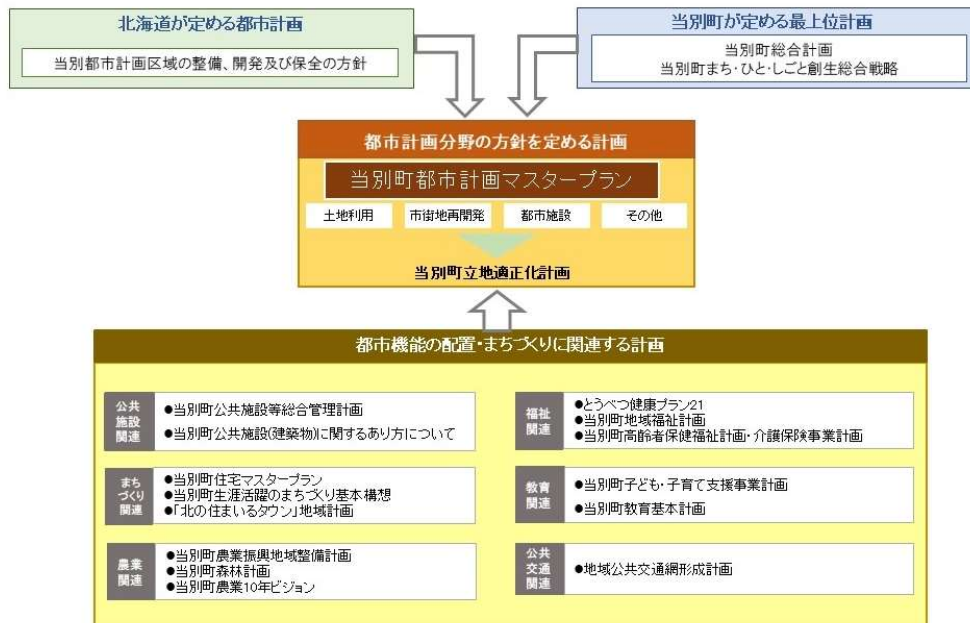 北海道が定める都市計画
当別都市計画区域の整備、開発及び保全の方針
当別町が定める最上位計画
当別町総合計画
当別町まち・ひと・しごと創生総合戦略
都市計画分野の方針を定める計画
当別町都市計画マスタープラン
土地利用
市街地再開発
都市施設
その他
当別町立地適正化計画
都市機能の配置・まちづくりに関連する計画
公共
施設
関連
●当別町公共施設等総合管理計画
●当別町公共施設(建築物)に関するあり方について
まち
づくり
関連
●当別町住宅マスタープラン
●当別町生涯活躍のまちづくり基本構想
●「北の住まいるタウン」地域計画
農業
関連
●当別町農業振興地域整備計画
●当別町森林計画
●当別町農業10年ビジョン
福祉
関連
●とうべつ健康プラン21
●当別町地域福祉計画
●当別町高齢者保健福祉計画・介護保険事業計画
教育
関連
●当別町子ども・子育て支援事業計画
●当別町教育基本計画
公共
交通
関連
●地域公共交通網形成計画